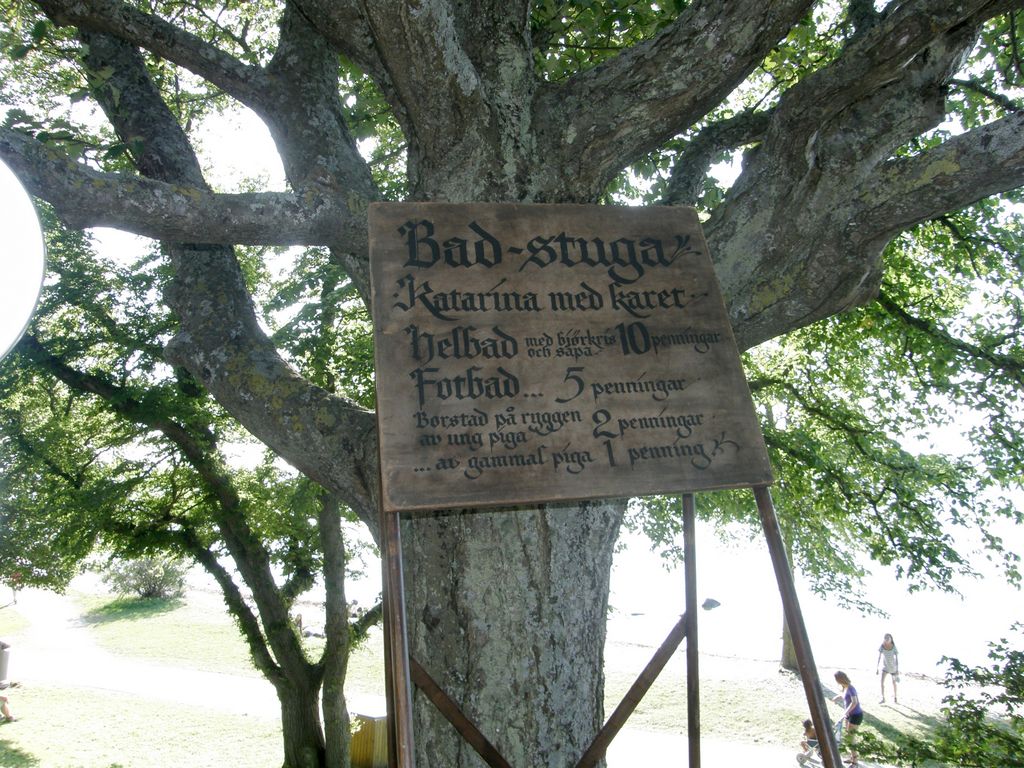 Bad-stuga
Katarina med karet
Helbad med björkris och såpa 10 penningar
Fotbad... 5 penningar
Borstad på ryggen
av ung piga 2 penningar
... av gammal piga 1 penning